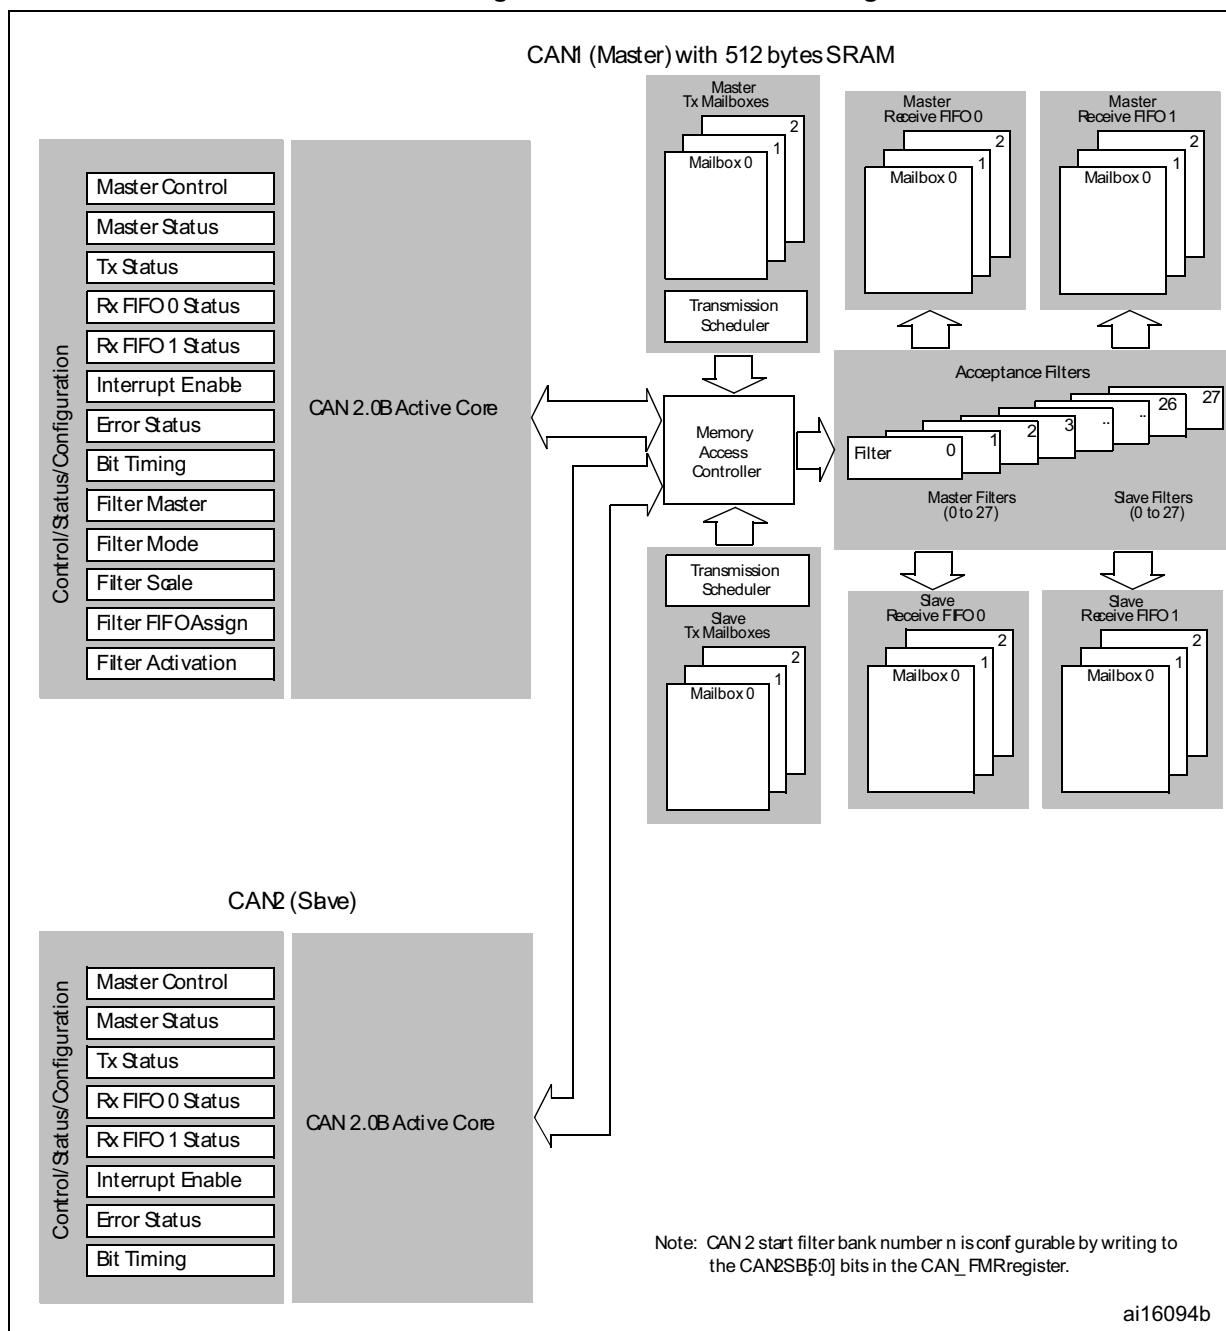 CAN1 (Master) with 512 bytes SRAM
Master
Tx Mailboxes
2
1
Mailbox 0
Transmission
Scheduler
Master
Receive FIFO 0
2
1
Mailbox 0
Master
Receive FIFO 1
2
1
Mailbox 0
Control/Status/Configuration
Master Control
Master Status
Tx Status
Rx FIFO 0 Status
Rx FIFO 1 Status
Interrupt Enable
Error Status
Bit Timing
Filter Master
Filter Mode
Filter Scale
Filter FIFO Assign
Filter Activation
CAN 2.0B Active Core
Memory
Access
Controller
Acceptance Filters
Filter 0
1
2
3
..
..
26
27
Master Filters
(0 to 27)
Slave Filters
(0 to 27)
Transmission
Scheduler
Slave
Tx Mailboxes
2
1
Mailbox 0
Slave
Receive FIFO 0
2
1
Mailbox 0
Slave
Receive FIFO 1
2
1
Mailbox 0
CAN2 (Slave)
Control/Status/Configuration
Master Control
Master Status
Tx Status
Rx FIFO 0 Status
Rx FIFO 1 Status
Interrupt Enable
Error Status
Bit Timing
CAN 2.0B Active Core
Note: CAN 2 start filter bank number n is configurable by writing to
the CAN2SB[5:0] bits in the CAN_FMR register.
ai16094b